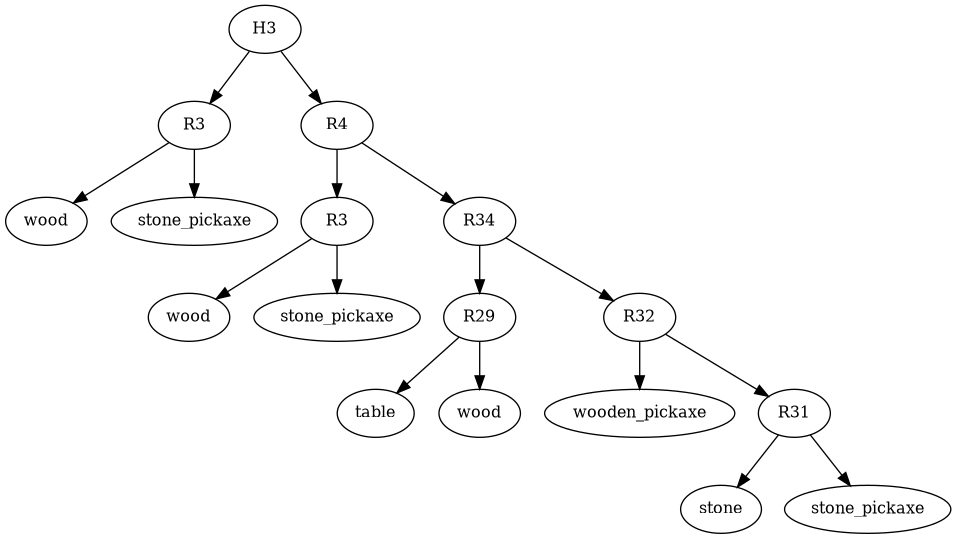 H3
R3
R4
wood
stone_pickaxe
R3
R34
wood
stone_pickaxe
R29
R32
table
wood
wooden_pickaxe
R31
stone
stone_pickaxe